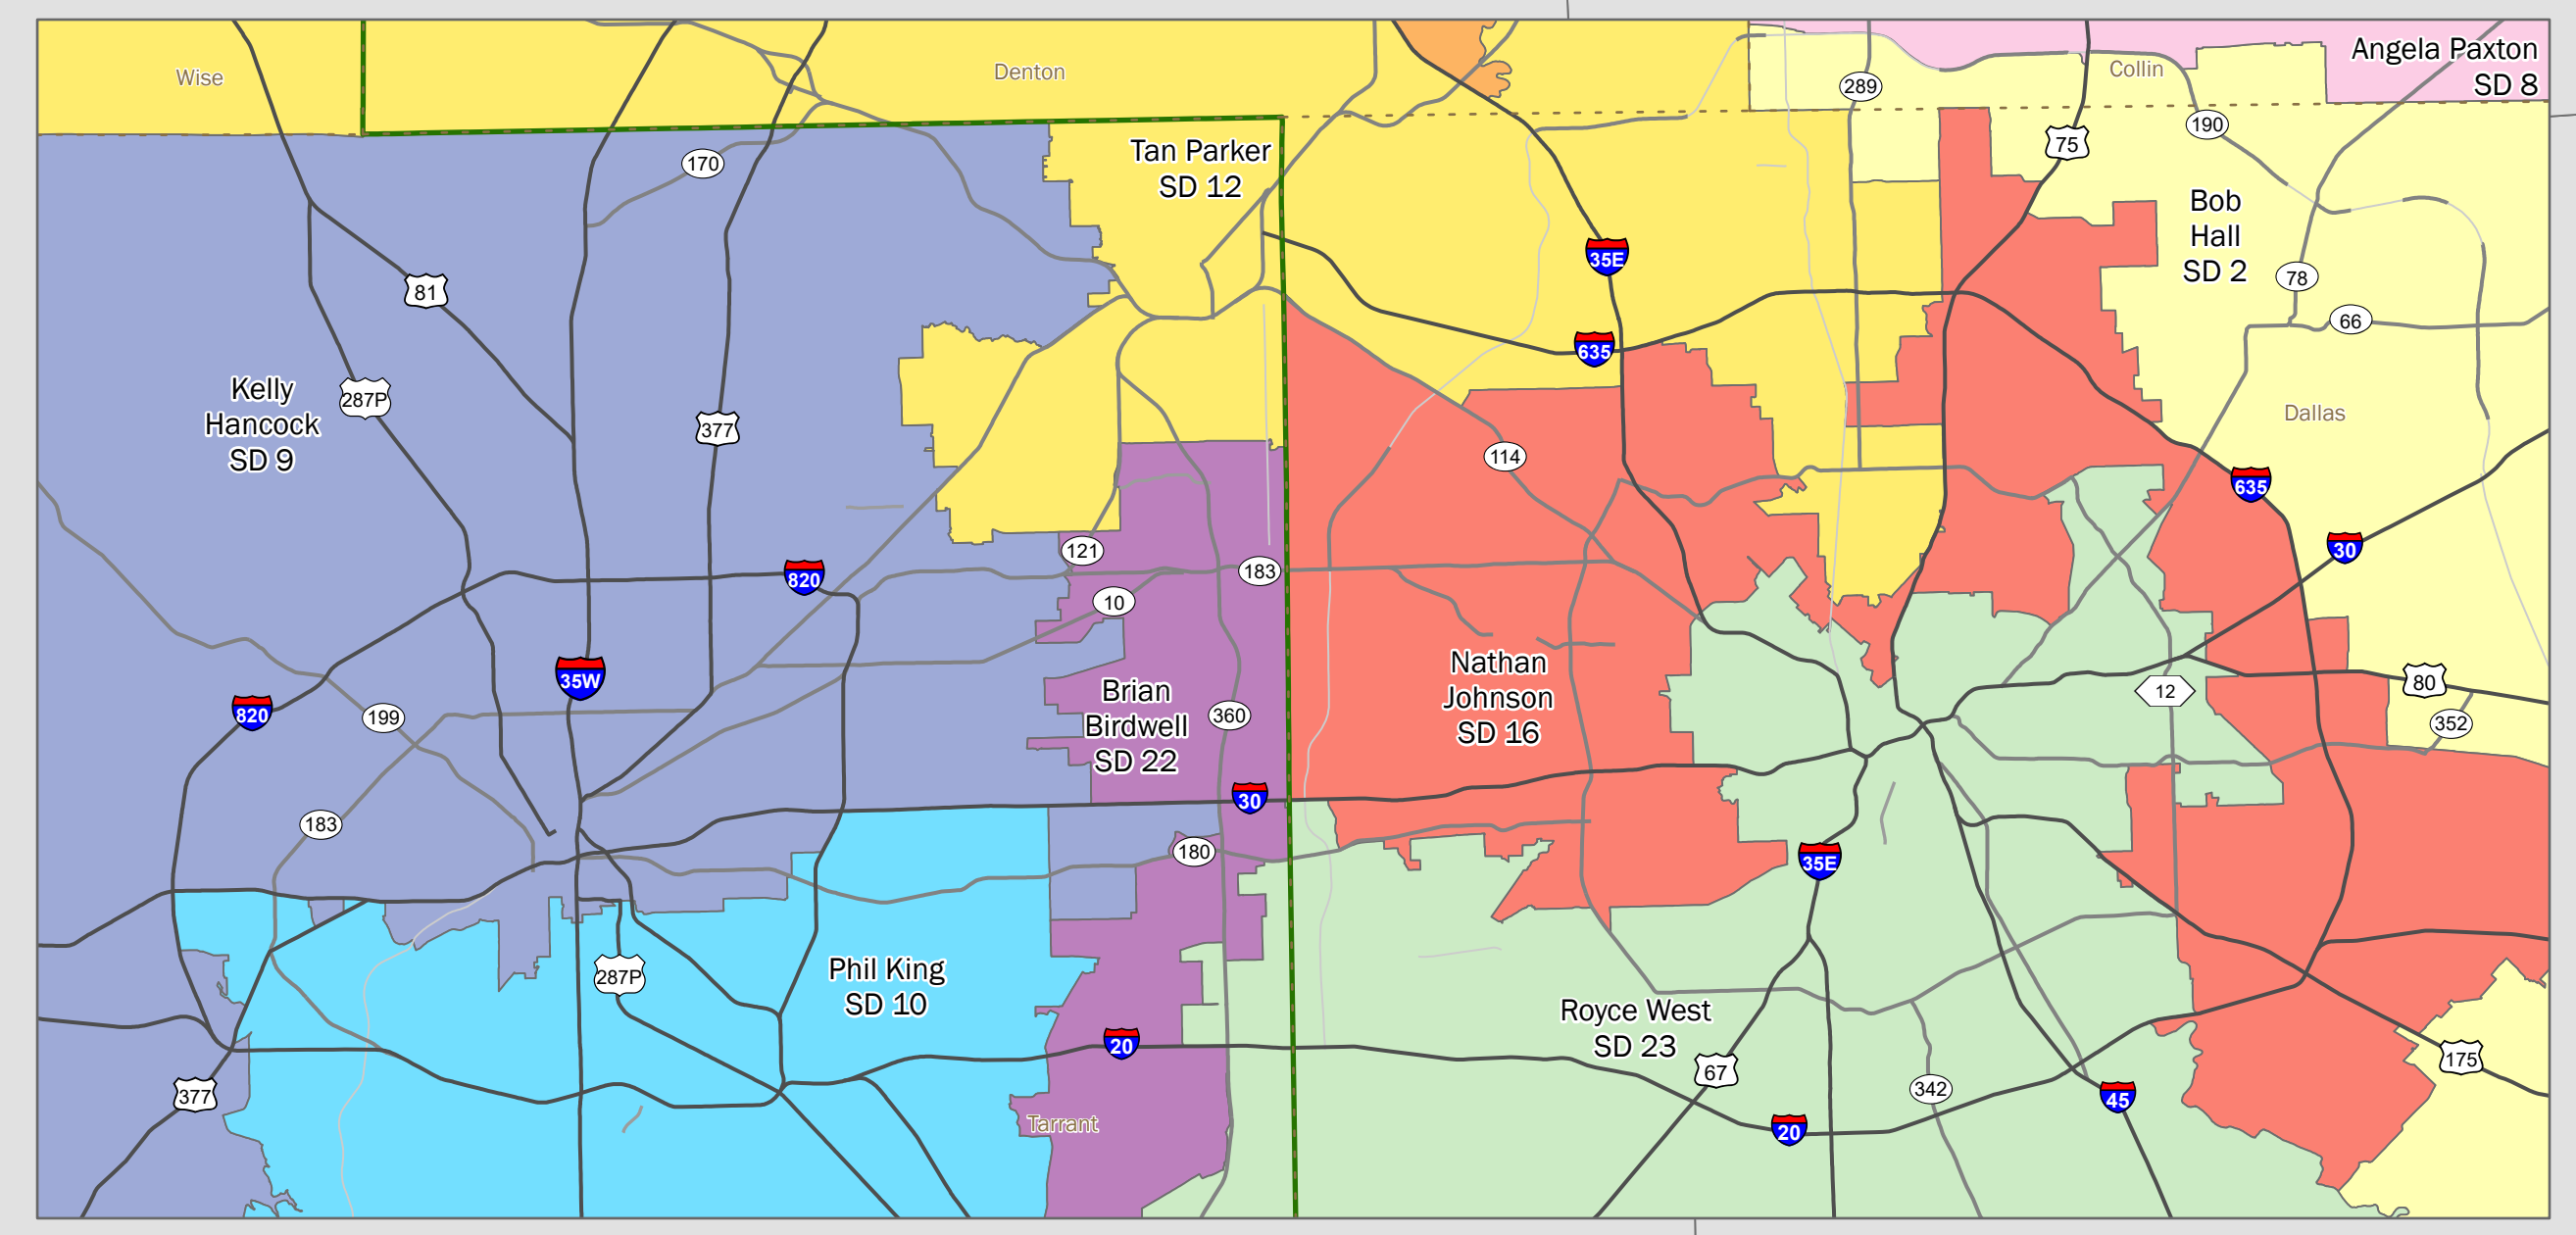 Wise
Denton
Collin
Angela Paxton
SD 8
289
75
190
170
Tan Parker
SD 12
Bob
Hall
SD 2
35E
78
81
66
635
Kelly
Hancock
SD 9
287P
377
Dallas
114
635
30
121
183
820
10
Nathan
Johnson
SD 16
35W
Brian
Birdwell
SD 22
360
80
12
352
820
199
30
183
180
35E
Phil King
SD 10
287P
Royce West
SD 23
20
67
175
377
342
45
Tarrant
20